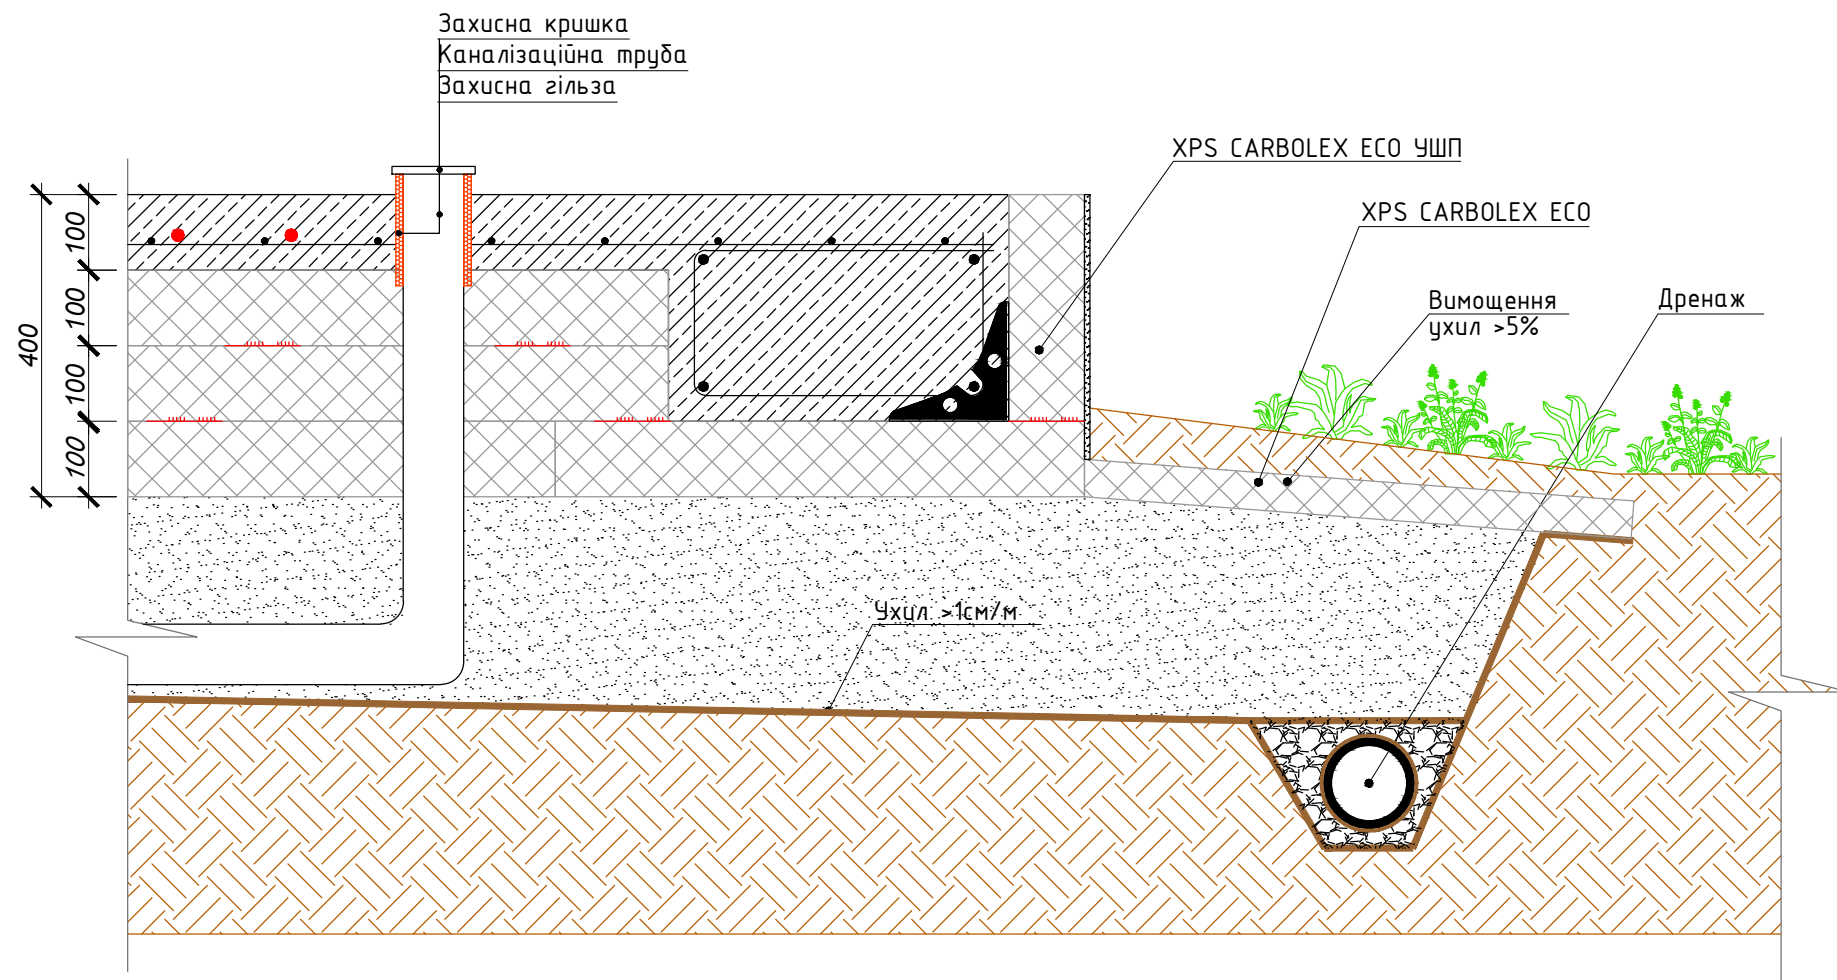 Захисна кришка
Каналізаційна труба
Захисна гільза
XPS CARBOLEX ECO УШП
XPS CARBOLEX ECO
Вимощення
ухил >5%
Дренаж
400
100
100
100
100
Ухил >1см/м